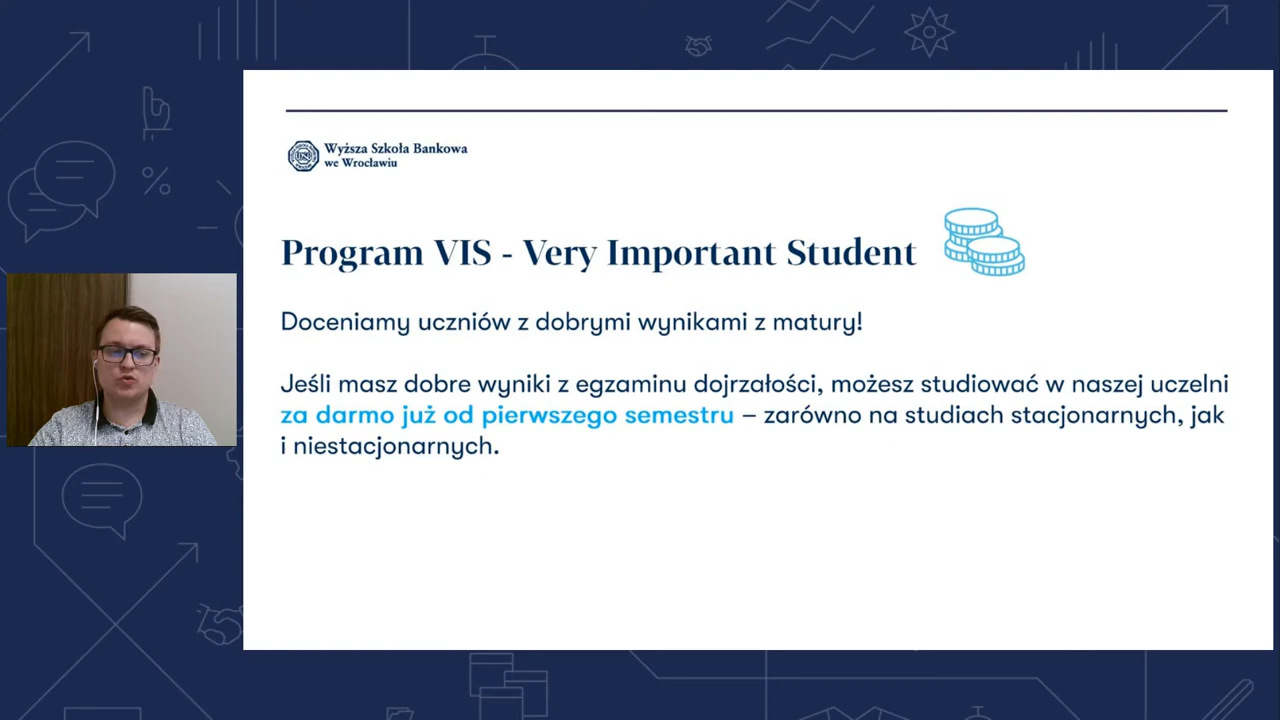 Wyższa Szkoła Bankowa
we Wrocławiu
Program VIS - Very Important Student
Doceniamy uczniów z dobrymi wynikami z matury!
Jeśli masz dobre wyniki z egzaminu dojrzałości, możesz studiować w naszej uczelni
za darmo już od pierwszego semestru – zarówno na studiach stacjonarnych, jak
i niestacjonarnych.